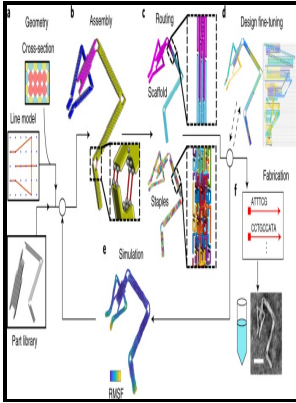 a
Geometry
b
Assembly
c
Routing
d
Design fine-tuning
Cross-section
Line model
Scaffold
Staples
Part library
e
Simulation
RMSF
f
Fabrication
ATTTCG
CCTGCCATA